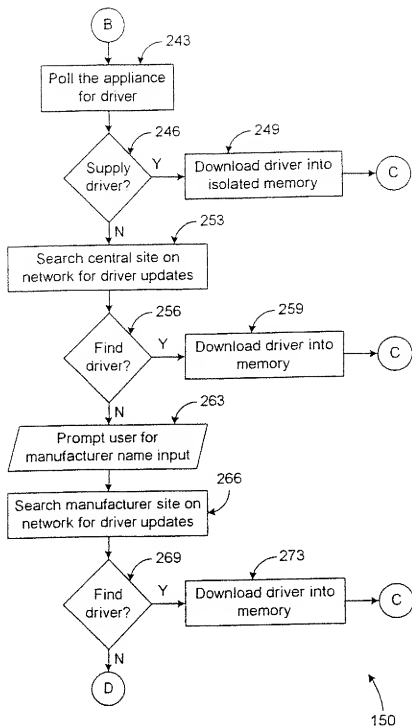 B
243
Poll the appliance
for driver
246
Supply
driver?
Y
249
Download driver into
isolated memory
C
N
253
Search central site on
network for driver updates
256
Find
driver?
Y
259
Download driver into
memory
C
N
263
Prompt user for
manufacturer name input
266
Search manufacturer site on
network for driver updates
269
Find
driver?
Y
273
Download driver into
memory
C
N
D
150